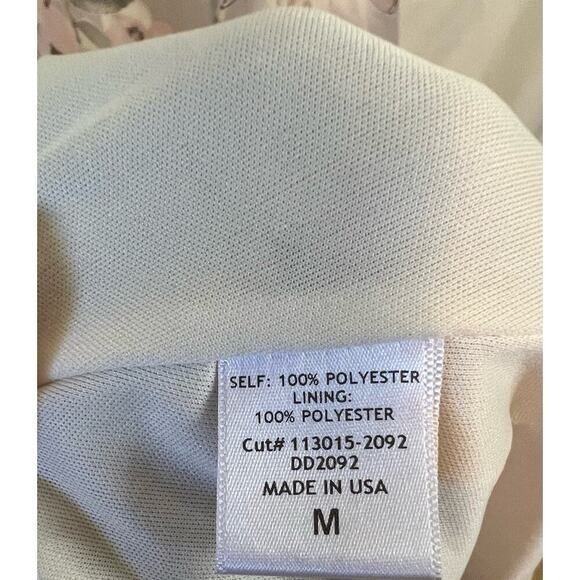 SELF: 100% POLYESTER
LINING:
100% POLYESTER
Cut# 113015-2092
DD2092
MADE IN USA
M